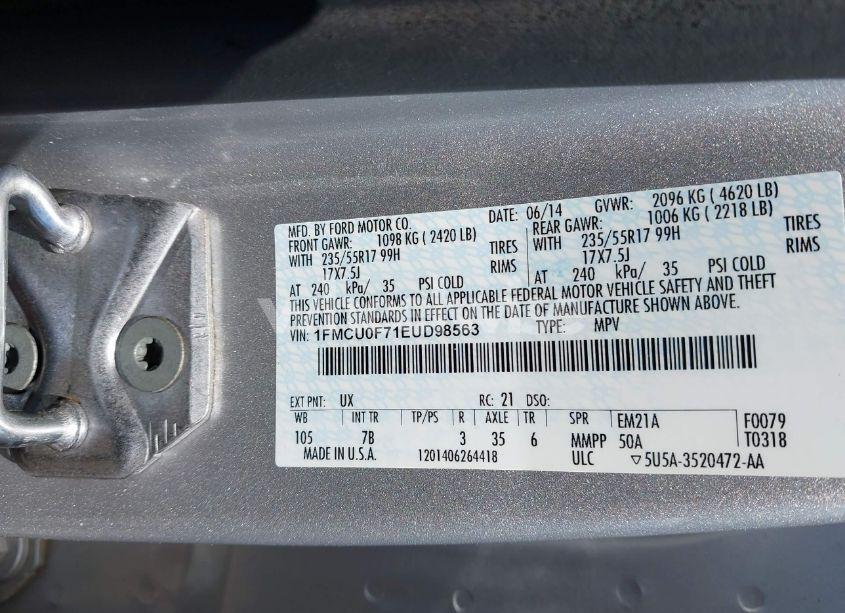 MFD. BY FORD MOTOR CO. DATE: 06/14 GVWR: 2096 KG ( 4620 LB)
FRONT GAWR: 1098 KG ( 2420 LB) REAR GAWR: 1006 KG ( 2218 LB)
WITH 235/55R17 99H TIRES WITH 235/55R17 99H TIRES
17X7.5J RIMS 17X7.5J RIMS
AT 240 kPa/ 35 PSI COLD AT 240 kPa/ 35 PSI COLD
THIS VEHICLE CONFORMS TO ALL APPLICABLE FEDERAL MOTOR VEHICLE SAFETY AND THEFT
PREVENTION STANDARDS IN EFFECT ON THE DATE OF MANUFACTURE SHOWN ABOVE.
VIN: 1FMCU0F71EUD98563 TYPE: MPV
EXT PNT: UX RC: 21 DSO:
WB INT TR TP/PS R AXLE TR SPR EM21A F0079
105 7B 3 35 6 MMPP 50A T0318
MADE IN U.S.A. 1201406264418 ULC ▽5U5A-3520472-AA